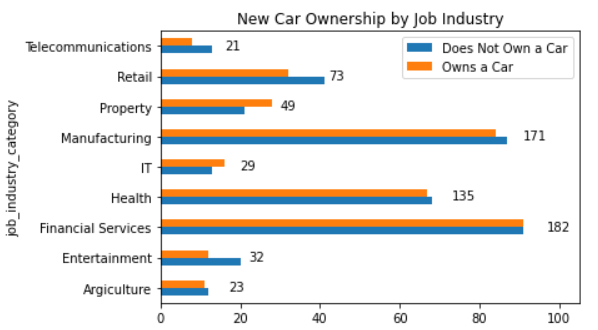 New Car Ownership by Job Industry
Does Not Own a Car
Owns a Car
job_industry_category
Telecommunications 21
Retail 73
Property 49
Manufacturing 171
IT 29
Health 135
Financial Services 182
Entertainment 32
Argiculture 23
0 20 40 60 80 100